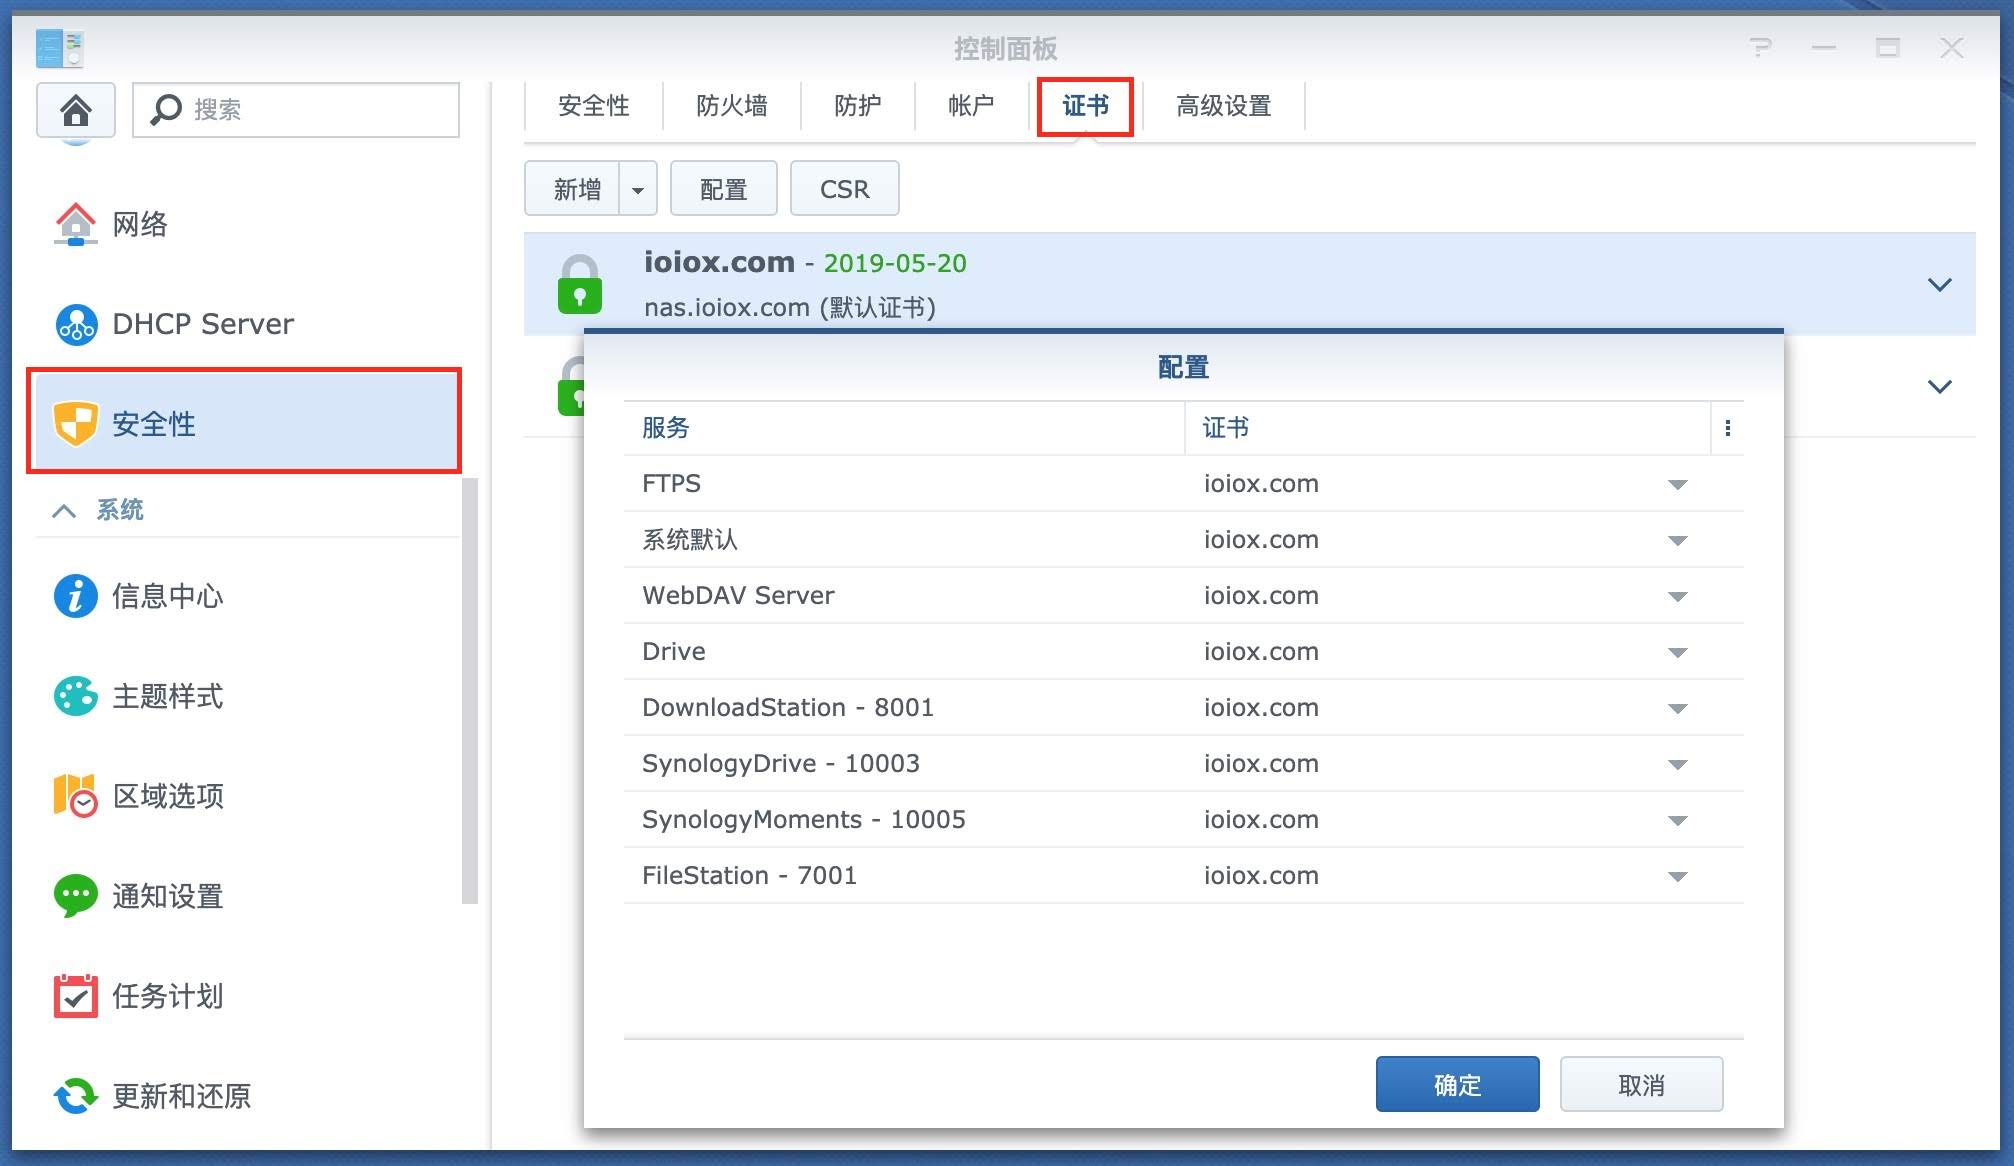 控制面板
搜索
安全性
防火墙
防护
帐户
证书
高级设置
新增
配置
CSR
网络
DHCP Server
安全性
系统
信息中心
主题样式
区域选项
通知设置
任务计划
更新和还原
ioiox.com - 2019-05-20
nas.ioiox.com (默认证书)
配置
服务 证书
FTPS ioiox.com
系统默认 ioiox.com
WebDAV Server ioiox.com
Drive ioiox.com
DownloadStation - 8001 ioiox.com
SynologyDrive - 10003 ioiox.com
SynologyMoments - 10005 ioiox.com
FileStation - 7001 ioiox.com
确定
取消